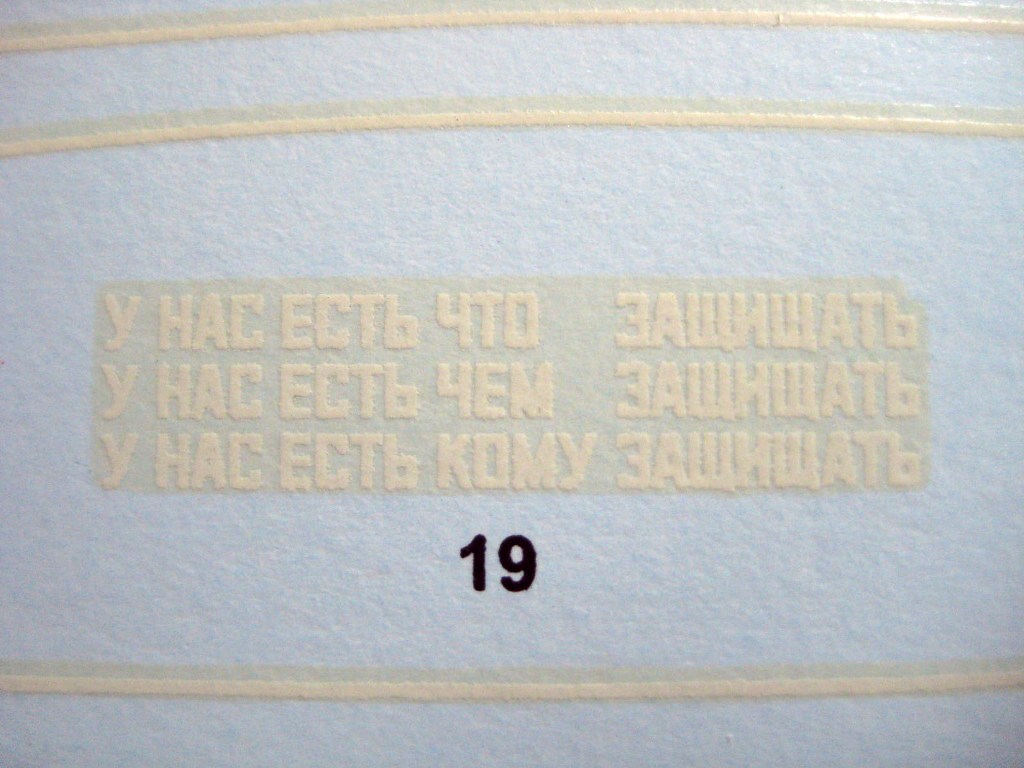 У НАС ЕСТЬ ЧТО ЗАЩИЩАТЬ
У НАС ЕСТЬ ЧЕМ ЗАЩИЩАТЬ
У НАС ЕСТЬ КОМУ ЗАЩИЩАТЬ
19